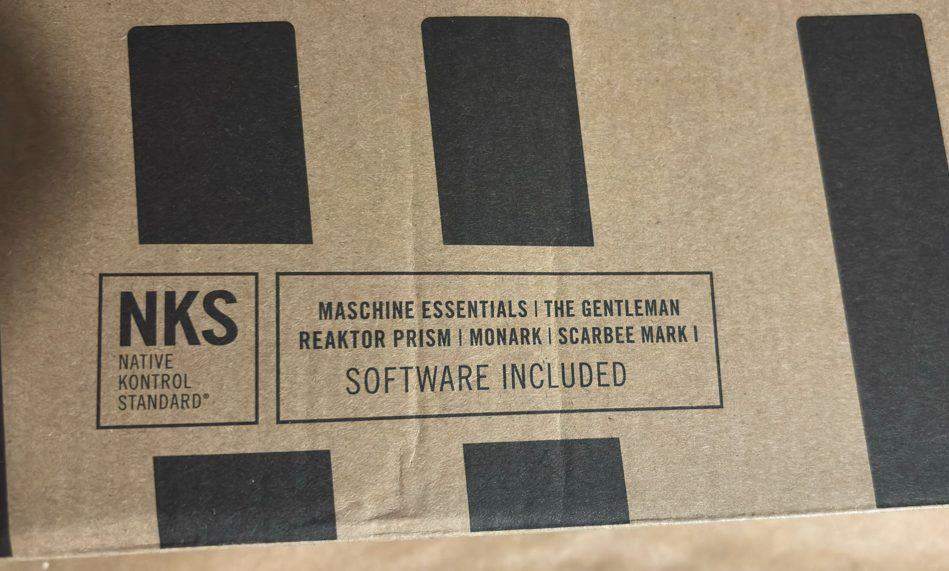 NKS
NATIVE
KONTROL
STANDARD®
MASCHINE ESSENTIALS | THE GENTLEMAN
REAKTOR PRISM | MONARK | SCARBEE MARK I
SOFTWARE INCLUDED